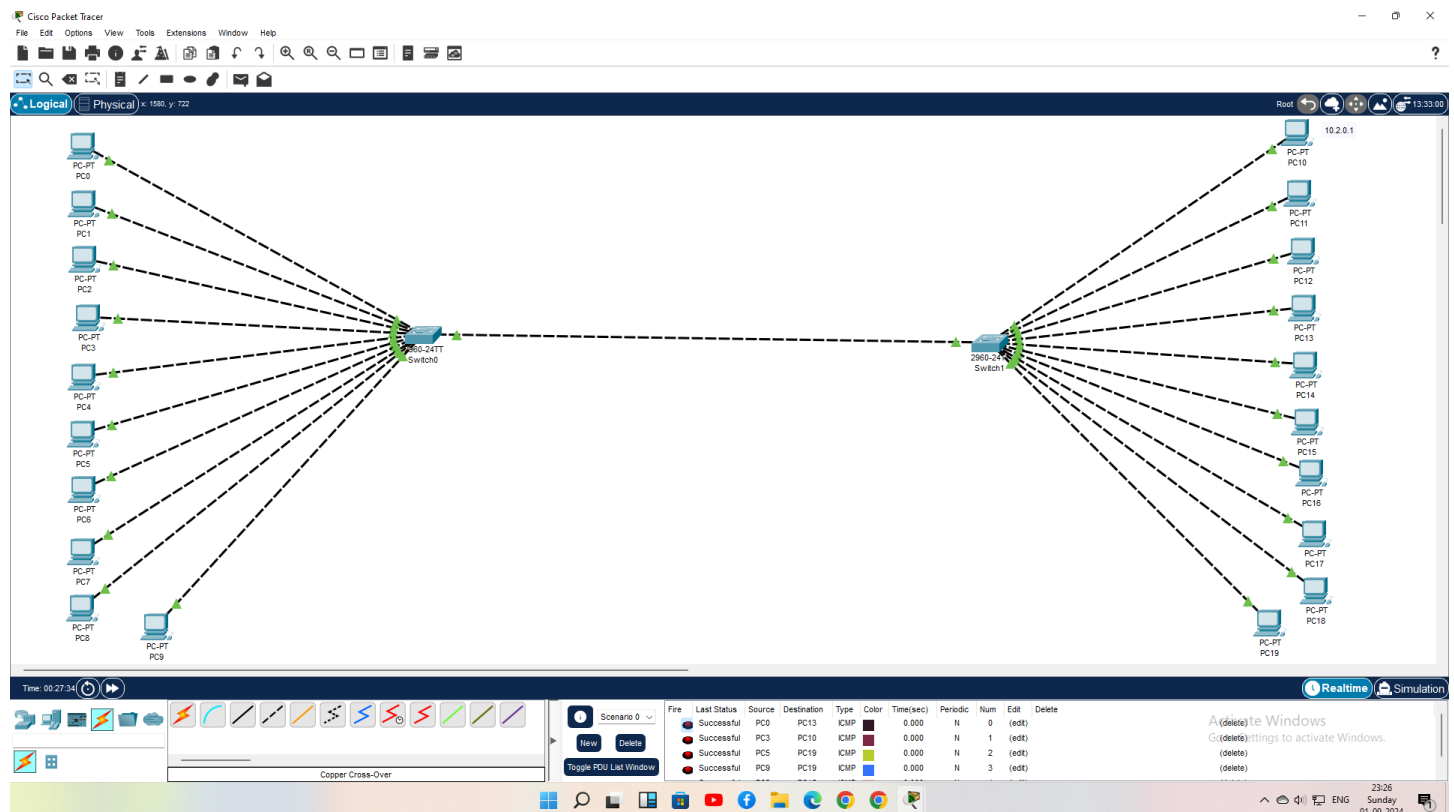 Cisco Packet Tracer
File Edit Options View Tools Extensions Window Help
?
Logical Physical x: 1580, y: 722 Root 13:33:00
PC-PT
PC0
PC-PT
PC1
PC-PT
PC2
PC-PT
PC3
PC-PT
PC4
PC-PT
PC5
PC-PT
PC6
PC-PT
PC7
PC-PT
PC8
PC-PT
PC9
Switch0
Switch1
10.2.0.1
PC-PT
PC10
PC-PT
PC11
PC-PT
PC12
PC-PT
PC13
PC-PT
PC14
PC-PT
PC15
PC-PT
PC16
PC-PT
PC17
PC-PT
PC18
PC-PT
PC19
Time: 00:27:34 Realtime Simulation
Copper Cross-Over
Scenario 0
New Delete
Toggle PDU List Window
Fire Last Status Source Destination Type Color Time(sec) Periodic Num Edit Delete
Successful PC0 PC13 ICMP 0.000 N 0 (edit) (delete)
Successful PC3 PC10 ICMP 0.000 N 1 (edit) (delete)
Successful PC5 PC19 ICMP 0.000 N 2 (edit) (delete)
Successful PC9 PC19 ICMP 0.000 N 3 (edit) (delete)
Windows
settings to activate Windows.
ENG
23:26
Sunday
01-09-2024
1